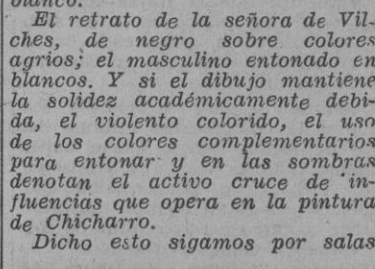 blanco.
El retrato de la señora de Vil-
ches, de negro sobre colores
agrios; el masculino entonado en
blancos. Y si el dibujo mantiene
la solidez académicamente debi-
da, el violento colorido, el uso
de los colores complementarios
para entonar y en las sombras
denotan el activo cruce de in-
fluencias que opera en la pintura
de Chicharro.
Dicho esto sigamos por salas